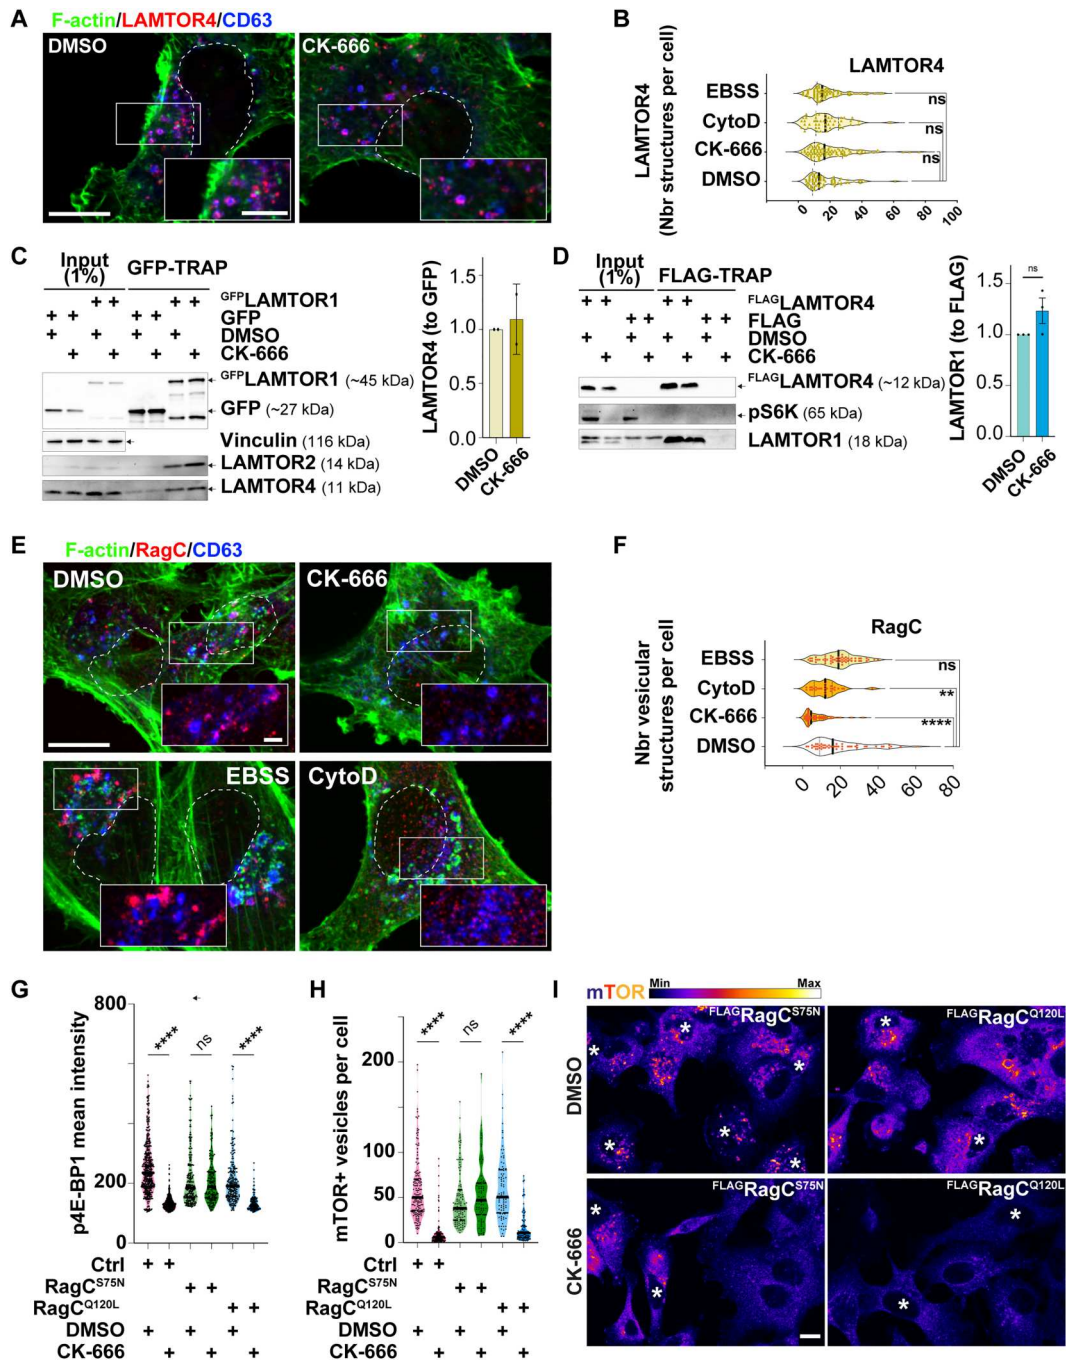 A
F-actin/LAMTOR4/CD63
DMSO
CK-666
B
LAMTOR4
LAMTOR4
(Nbr structures per cell)
EBSS
CytoD
CK-666
DMSO
ns
ns
ns
0 20 40 60 80 100
C
Input
(1%)
GFP-TRAP
+ + + + GFPLAMTOR1
+ + + + GFP
+ + + + DMSO
+ + + + CK-666
GFPLAMTOR1 (~45 kDa)
GFP (~27 kDa)
Vinculin (116 kDa)
LAMTOR2 (14 kDa)
LAMTOR4 (11 kDa)
LAMTOR4 (to GFP)
1.5
1.0
0.5
0.0
DMSO
CK-666
D
Input
(1%)
FLAG-TRAP
+ + + + FLAGLAMTOR4
+ + + + FLAG
+ + + + DMSO
+ + + + CK-666
FLAGLAMTOR4 (~12 kDa)
pS6K (65 kDa)
LAMTOR1 (18 kDa)
LAMTOR1 (to FLAG)
ns
1.5
1.0
0.5
0.0
DMSO
CK-666
E
F-actin/RagC/CD63
DMSO
CK-666
EBSS
CytoD
F
RagC
Nbr vesicular
structures per cell
EBSS
CytoD
CK-666
DMSO
ns
**
****
0 20 40 60 80
G
p4E-BP1 mean intensity
800
200
0
**** ns ****
Ctrl + +
RagCS75N + +
RagCQ120L + +
DMSO + + +
CK-666 + + +
H
mTOR+ vesicles per cell
200
100
50
0
**** ns ****
Ctrl + +
RagCS75N + +
RagCQ120L + +
DMSO + + +
CK-666 + + +
I
mTOR
Min Max
DMSO
CK-666
FLAGRagCS75N
FLAGRagCQ120L
FLAGRagCS75N
FLAGRagCQ120L